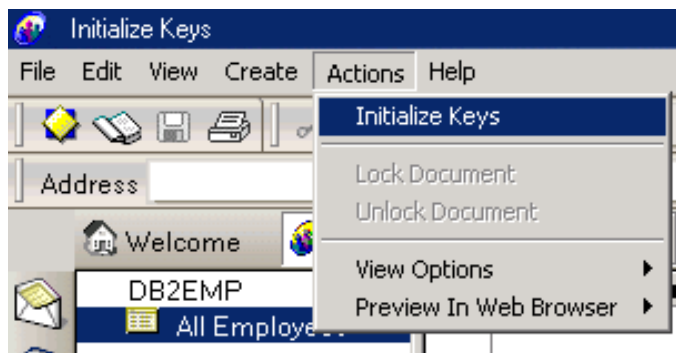 Initialize Keys
File Edit View Create Actions Help
Initialize Keys
Address
Lock Document
Unlock Document
Welcome
View Options
DB2EMP
Preview In Web Browser
All